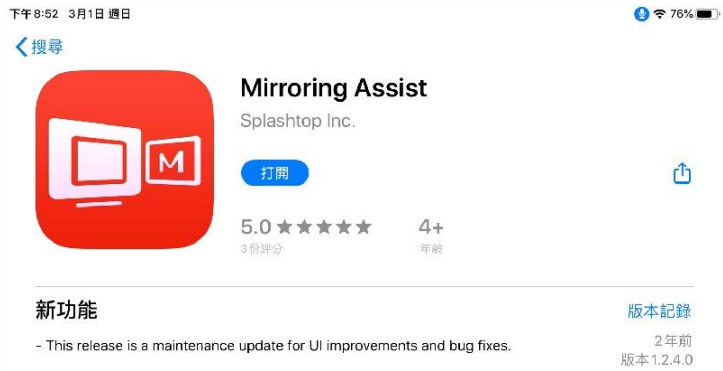 下午8:52 3月1日 週日 76%
搜尋
Mirroring Assist
Splashtop Inc.
M
打開
5.0 ★★★★★ 4+
3份評分 年齡
新功能 版本記錄
- This release is a maintenance update for UI improvements and bug fixes. 2年前
版本1.2.4.0